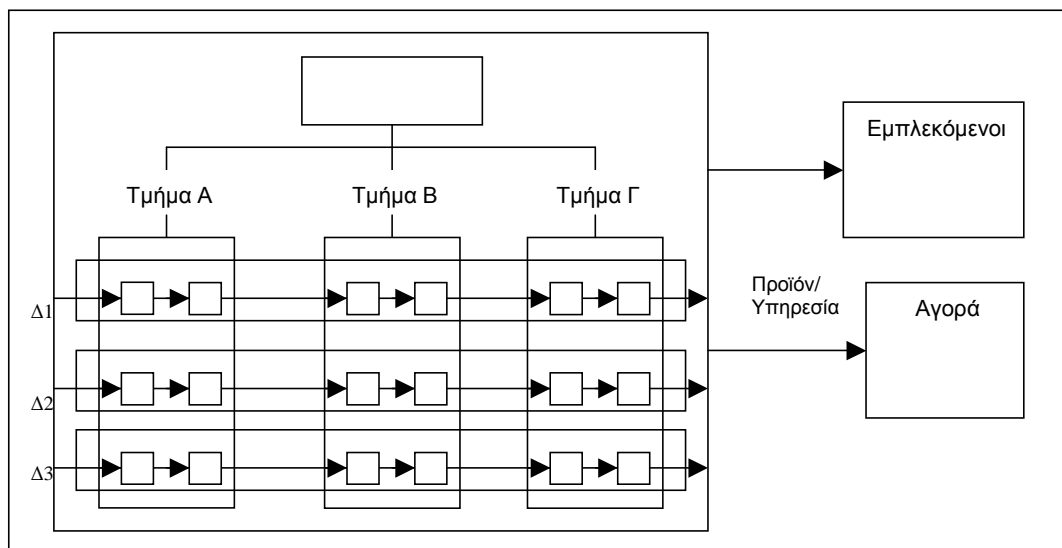 Εμπλεκόμενοι
Τμήμα Α
Τμήμα Β
Τμήμα Γ
Δ1
Προϊόν/
Υπηρεσία
Αγορά
Δ2
Δ3